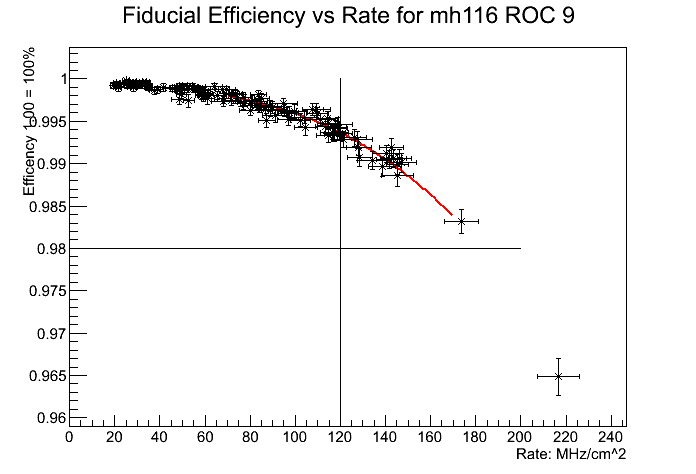 Fiducial Efficiency vs Rate for mh116 ROC 9
Efficency 1.00 = 100%
1
0.995
0.99
0.985
0.98
0.975
0.97
0.965
0.96
0 20 40 60 80 100 120 140 160 180 200 220 240
Rate: MHz/cm^2